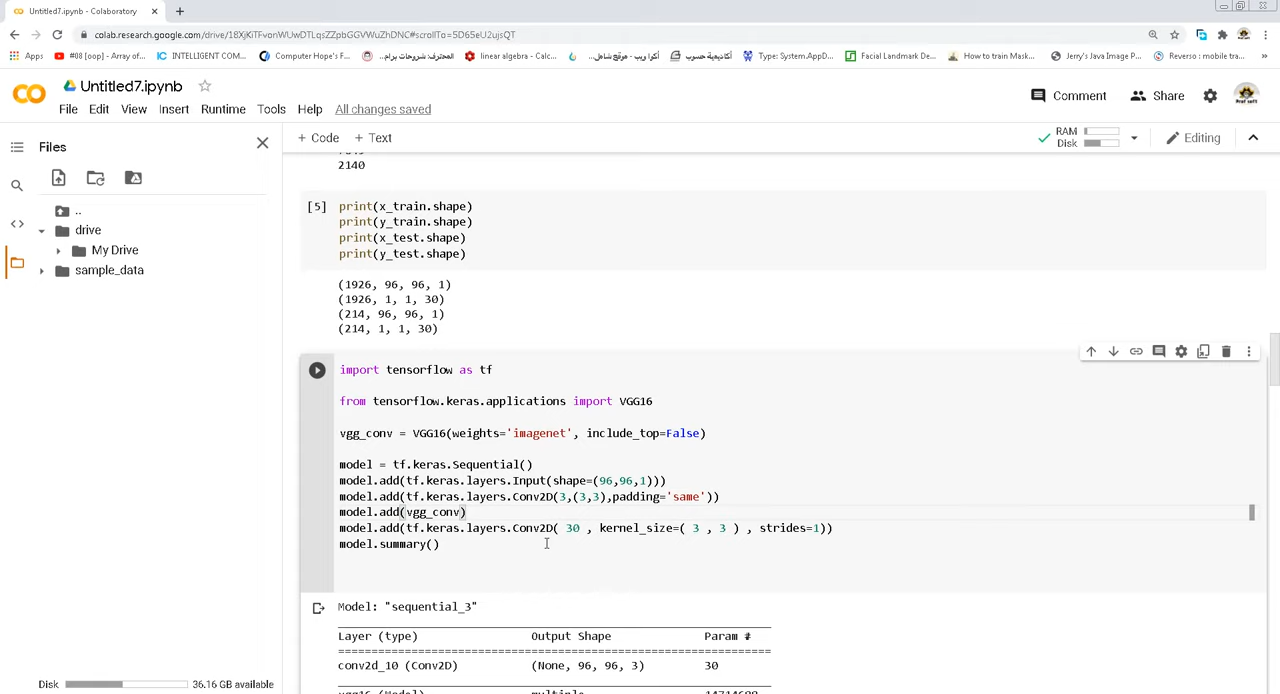 Untitled7.ipynb - Colaboratory
colab.research.google.com/drive/18XjKiTFvonWUwDTLqsZZpbGGVWuZhDNC#scrollTo=5D65eU2ujsQT
Apps #08 [oop] - Array of... INTELLIGENT COM... Computer Hope's F... المحترف: شروحات برام... linear algebra - Calc... أكاديمية حسوب أكرا ريب - موقع شامل... Type: System.AppD... Facial Landmark De... How to train Mask... Jerry's Java Image P... Reverso : mobile tra... »
Untitled7.ipynb
File Edit View Insert Runtime Tools Help All changes saved
Comment Share
Files
+ Code + Text
RAM
Disk
Editing
2140
..
drive
My Drive
sample_data
[5] print(x_train.shape)
print(y_train.shape)
print(x_test.shape)
print(y_test.shape)
(1926, 96, 96, 1)
(1926, 1, 1, 30)
(214, 96, 96, 1)
(214, 1, 1, 30)
import tensorflow as tf
from tensorflow.keras.applications import VGG16
vgg_conv = VGG16(weights='imagenet', include_top=False)
model = tf.keras.Sequential()
model.add(tf.keras.layers.Input(shape=(96,96,1)))
model.add(tf.keras.layers.Conv2D(3,(3,3),padding='same'))
model.add(vgg_conv)
model.add(tf.keras.layers.Conv2D( 30 , kernel_size=( 3 , 3 ) , strides=1))
model.summary()
Model: "sequential_3"
Layer (type) Output Shape Param #
=================================================================
conv2d_10 (Conv2D) (None, 96, 96, 3) 30
vgg16 (Model) multiple 14714688
Disk 36.16 GB available